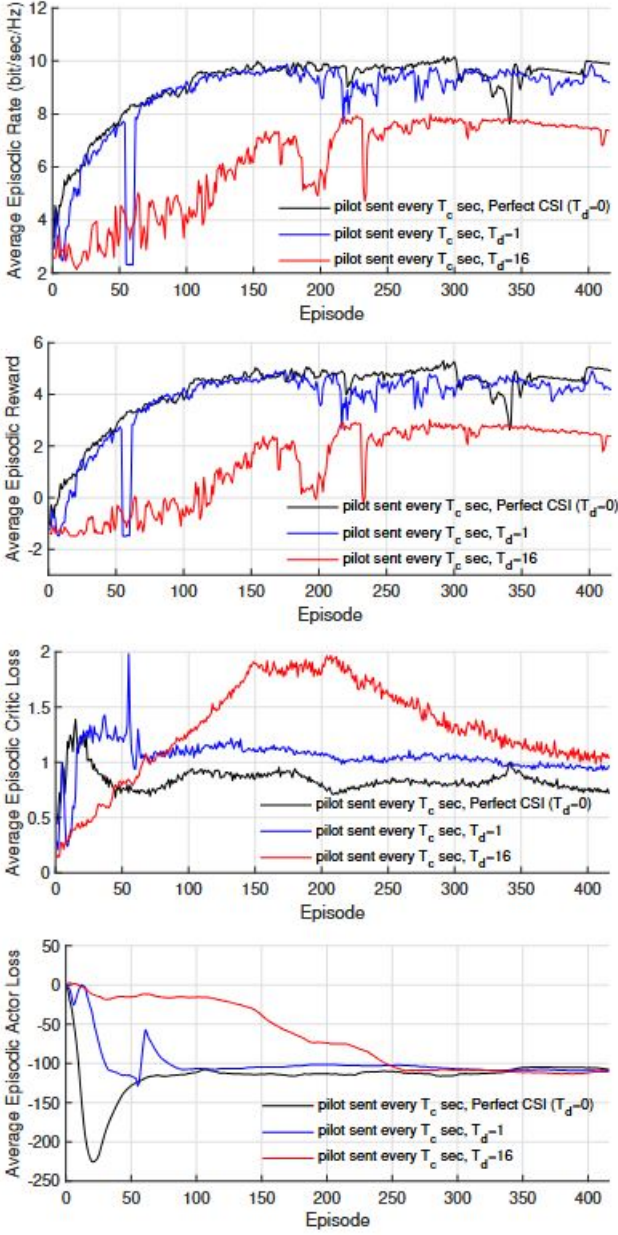 Average Episodic Rate (bit/sec/Hz)
12
10
8
6
4
2
0 50 100 150 200 250 300 350 400
Episode
pilot sent every T_c sec, Perfect CSI (T_d=0)
pilot sent every T_c sec, T_d=1
pilot sent every T_c sec, T_d=16
Average Episodic Reward
6
4
2
0
-2
0 50 100 150 200 250 300 350 400
Episode
pilot sent every T_c sec, Perfect CSI (T_d=0)
pilot sent every T_c sec, T_d=1
pilot sent every T_c sec, T_d=16
Average Episodic Critic Loss
2
1.5
1
0.5
0
0 50 100 150 200 250 300 350 400
Episode
pilot sent every T_c sec, Perfect CSI (T_d=0)
pilot sent every T_c sec, T_d=1
pilot sent every T_c sec, T_d=16
Average Episodic Actor Loss
50
0
-50
-100
-150
-200
-250
0 50 100 150 200 250 300 350 400
Episode
pilot sent every T_c sec, Perfect CSI (T_d=0)
pilot sent every T_c sec, T_d=1
pilot sent every T_c sec, T_d=16